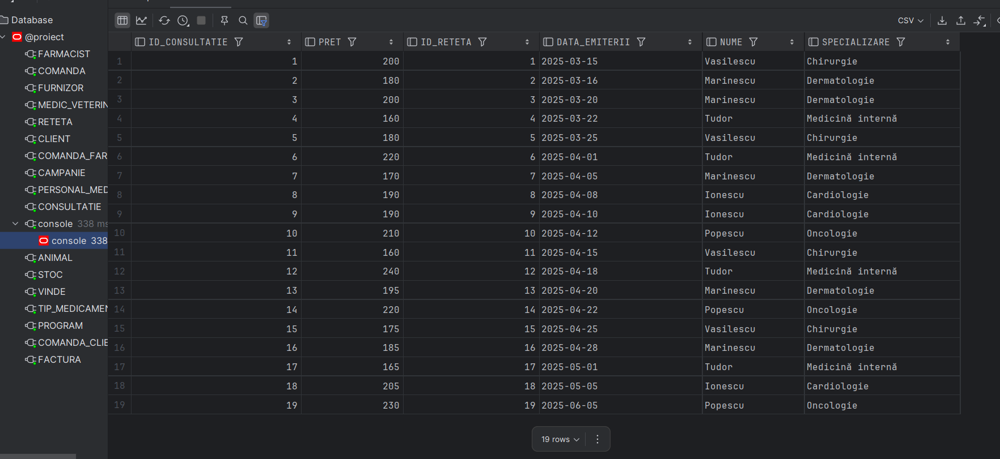 Database
@proiect
FARMACIST
COMANDA
FURNIZOR
MEDIC_VETERIN
RETETA
CLIENT
COMANDA_FAR
CAMPANIE
PERSONAL_MED
CONSULTATIE
console 338 ms
console 338
ANIMAL
STOC
VINDE
TIP_MEDICAMEN
PROGRAM
COMANDA_CLIE
FACTURA
CSV
ID_CONSULTATIE PRET ID_RETETA DATA_EMITERII NUME SPECIALIZARE
1 1 200 1 2025-03-15 Vasilescu Chirurgie
2 2 180 2 2025-03-16 Marinescu Dermatologie
3 3 200 3 2025-03-20 Marinescu Dermatologie
4 4 160 4 2025-03-22 Tudor Medicină internă
5 5 180 5 2025-03-25 Vasilescu Chirurgie
6 6 220 6 2025-04-01 Tudor Medicină internă
7 7 170 7 2025-04-05 Marinescu Dermatologie
8 8 190 8 2025-04-08 Ionescu Cardiologie
9 9 190 9 2025-04-10 Ionescu Cardiologie
10 10 210 10 2025-04-12 Popescu Oncologie
11 11 160 11 2025-04-15 Vasilescu Chirurgie
12 12 240 12 2025-04-18 Tudor Medicină internă
13 13 195 13 2025-04-20 Marinescu Dermatologie
14 14 220 14 2025-04-22 Popescu Oncologie
15 15 175 15 2025-04-25 Vasilescu Chirurgie
16 16 185 16 2025-04-28 Marinescu Dermatologie
17 17 165 17 2025-05-01 Tudor Medicină internă
18 18 205 18 2025-05-05 Ionescu Cardiologie
19 19 230 19 2025-06-05 Popescu Oncologie
19 rows